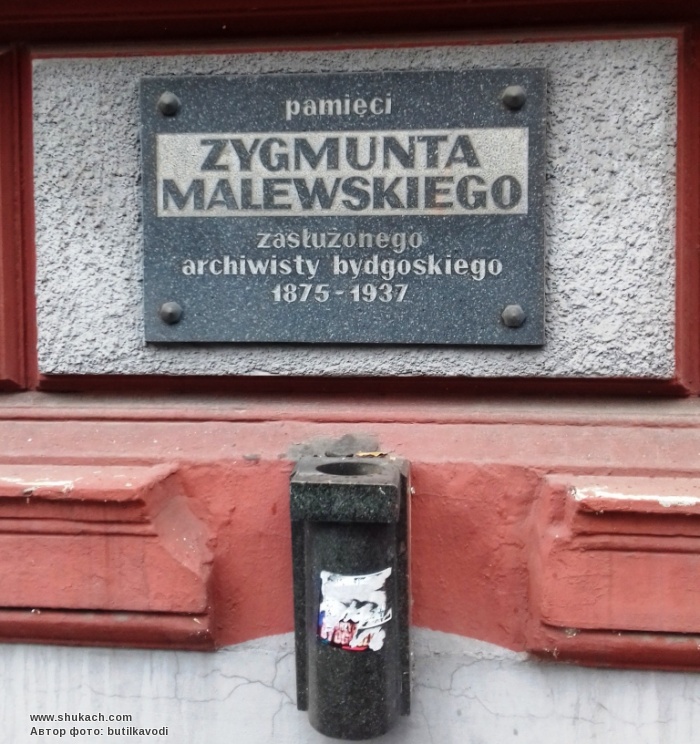 pamięci
ZYGMUNTA
MALEWSKIEGO
zasłużonego
archiwisty bydgoskiego
1875-1937
www.shukach.com
Автор фото: butilkavodi